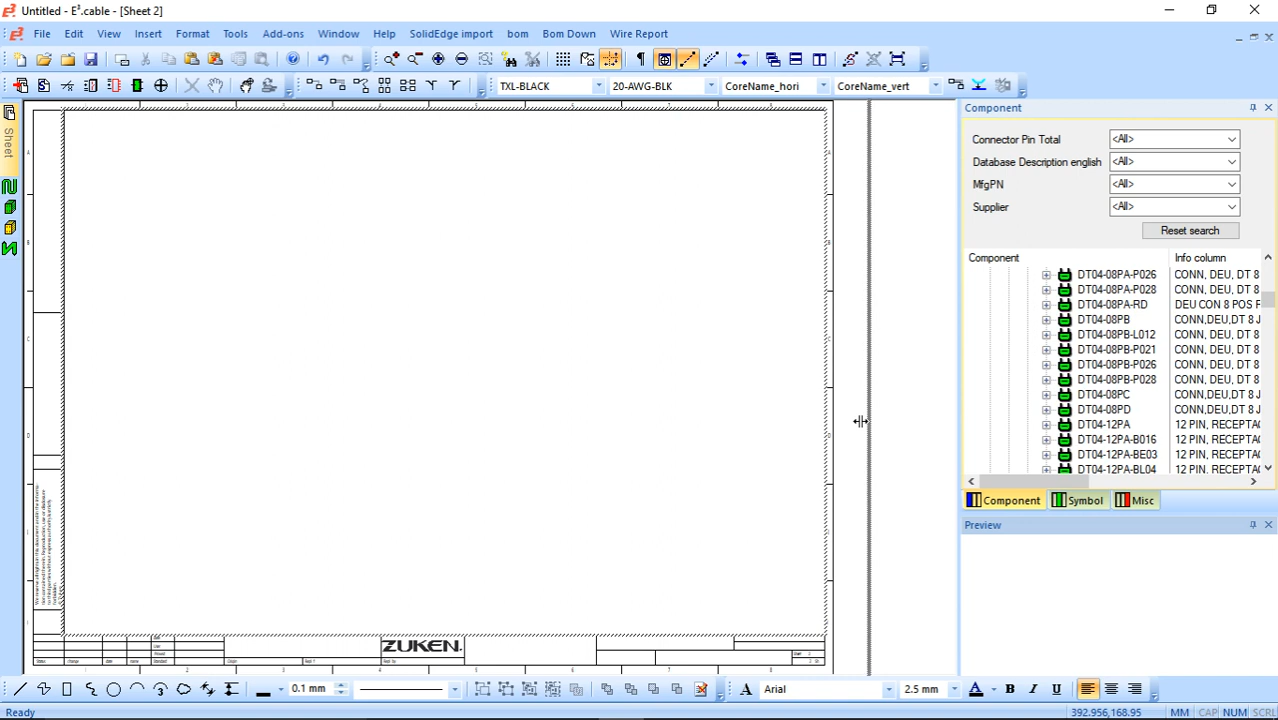 Untitled - E³.cable - [Sheet 2]
File Edit View Insert Format Tools Add-ons Window Help SolidEdge import bom Bom Down Wire Report
TXL-BLACK 20-AWG-BLK CoreName_hori CoreName_vert
Sheet
Component
Connector Pin Total <All>
Database Description english <All>
MfgPN <All>
Supplier <All>
Reset search
Component Info column
DT04-08PA-P026 CONN, DEU, DT 8
DT04-08PA-P028 CONN, DEU, DT 8
DT04-08PA-RD DEU CON 8 POS F
DT04-08PB CONN,DEU,DT 8 J
DT04-08PB-L012 CONN, DEU, DT 8
DT04-08PB-P021 CONN, DEU, DT 8
DT04-08PB-P026 CONN, DEU, DT 8
DT04-08PB-P028 CONN, DEU, DT 8
DT04-08PC CONN,DEU,DT 8 J
DT04-08PD CONN,DEU,DT 8 J
DT04-12PA 12 PIN, RECEPTAC
DT04-12PA-B016 12 PIN, RECEPTAC
DT04-12PA-BE03 12 PIN, RECEPTAC
DT04-12PA-BL04 12 PIN, RECEPTAC
Component Symbol Misc
Preview
ZUKEN.
0.1 mm Arial 2.5 mm A B I U
Ready 392.956,168.95 MM CAP NUM SCRL